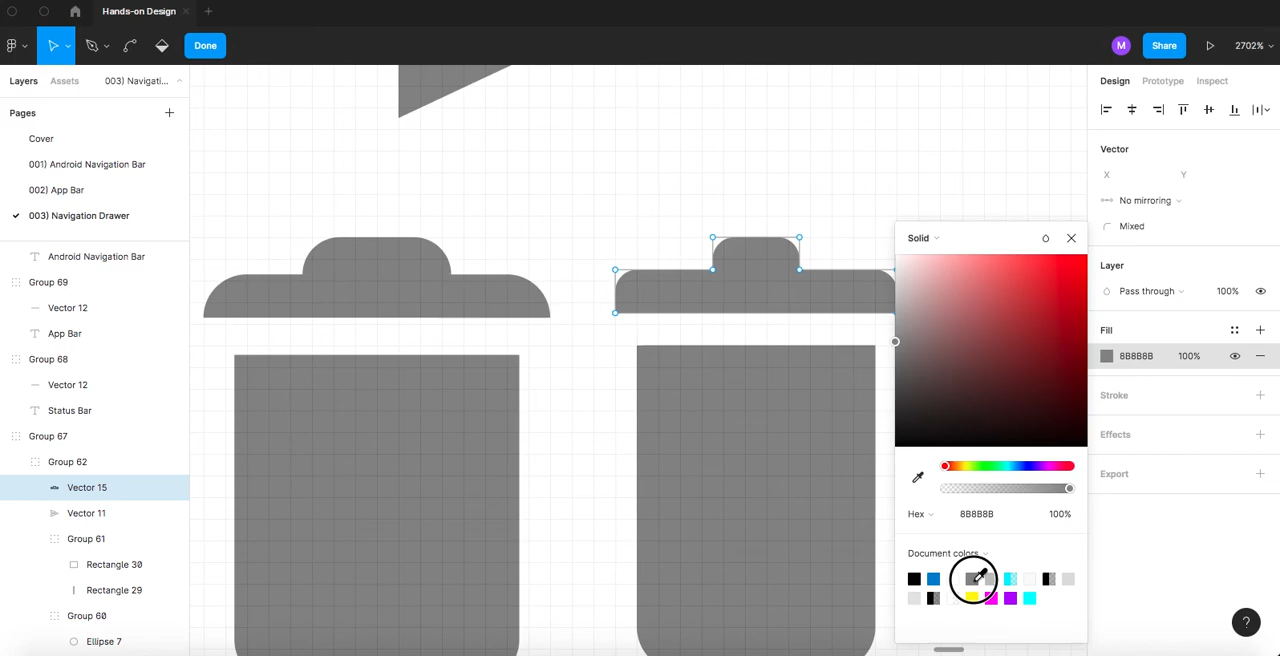 Hands-on Design
Done
M
Share
2702%
Layers
Assets
003) Navigati...
Design
Prototype
Inspect
Pages
Cover
001) Android Navigation Bar
002) App Bar
003) Navigation Drawer
Android Navigation Bar
Group 69
Vector 12
App Bar
Group 68
Vector 12
Status Bar
Group 67
Group 62
Vector 15
Vector 11
Group 61
Rectangle 30
Rectangle 29
Group 60
Ellipse 7
Solid
Hex
8B8B8B
100%
Document colors
Vector
X
Y
No mirroring
Mixed
Layer
Pass through
100%
Fill
8B8B8B
100%
Stroke
Effects
Export
?